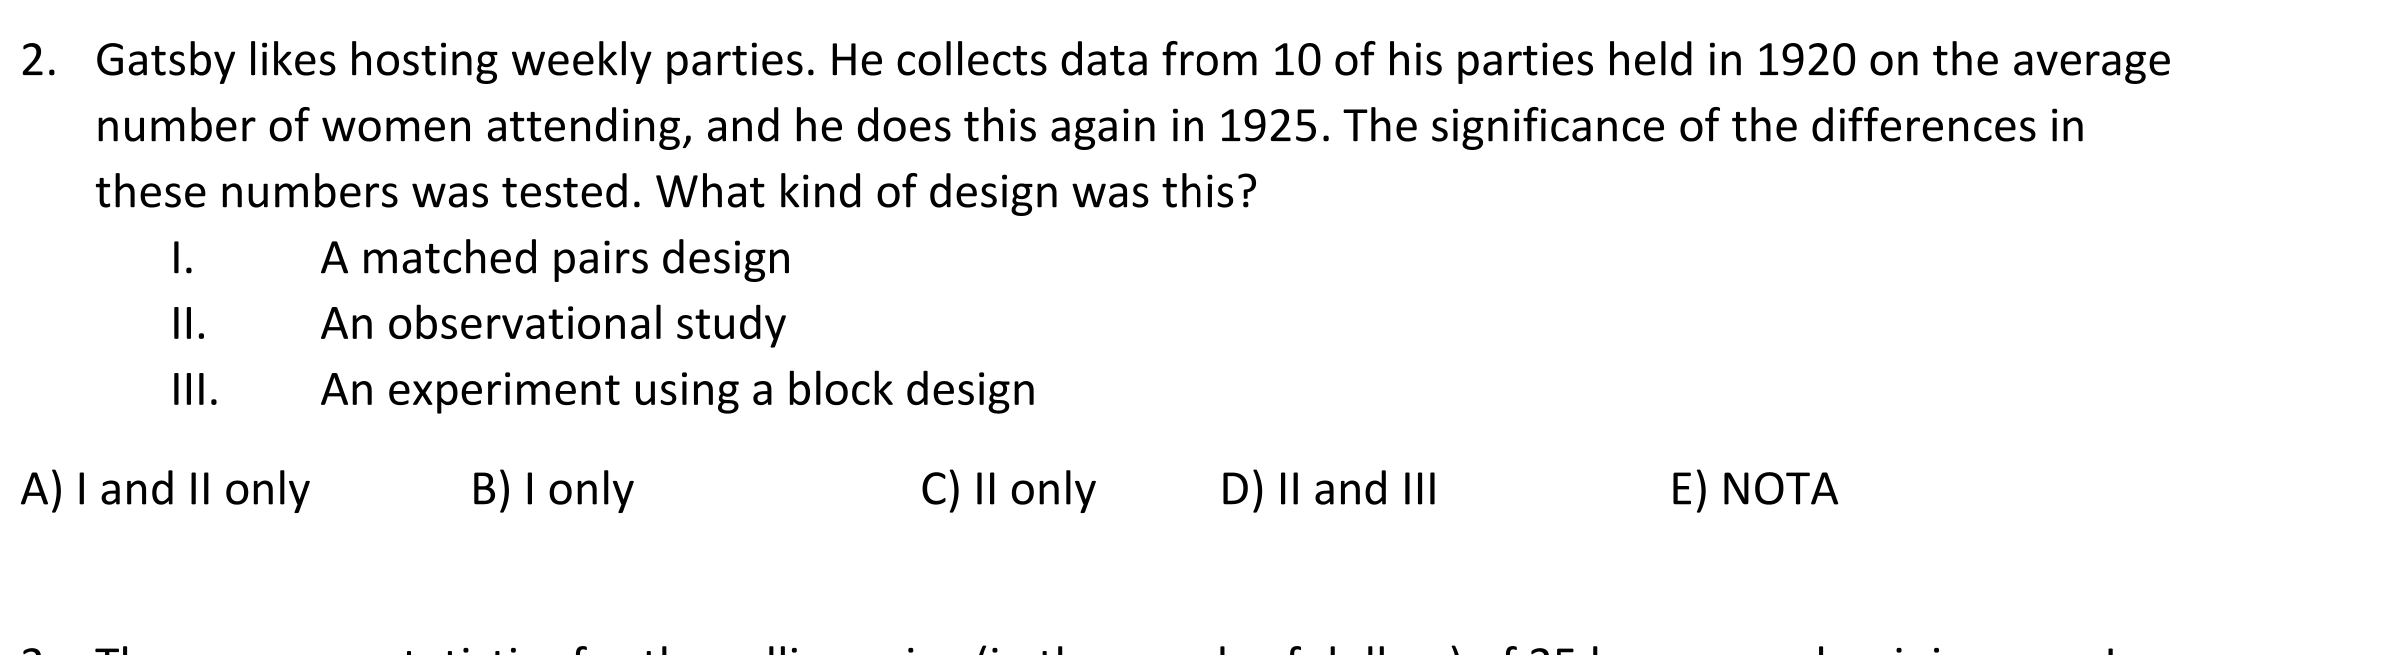 2. Gatsby likes hosting weekly parties. He collects data from 10 of his parties held in 1920 on the average
number of women attending, and he does this again in 1925. The significance of the differences in
these numbers was tested. What kind of design was this?
I. A matched pairs design
II. An observational study
III. An experiment using a block design
A) I and II only B) I only C) II only D) II and III E) NOTA